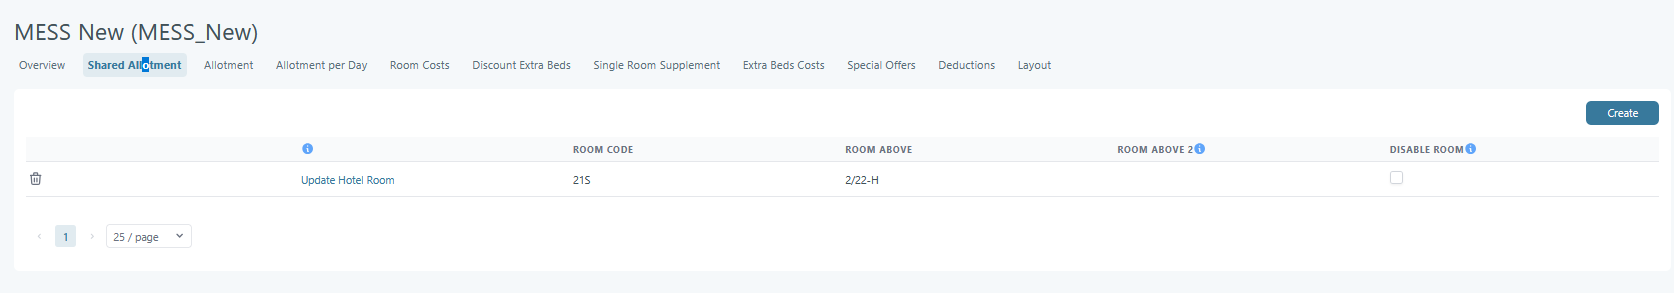 MESS New (MESS_New)
Overview Shared Allotment Allotment Allotment per Day Room Costs Discount Extra Beds Single Room Supplement Extra Beds Costs Special Offers Deductions Layout
Create
ROOM CODE ROOM ABOVE ROOM ABOVE 2 DISABLE ROOM
Update Hotel Room 21S 2/22-H
1 25 / page